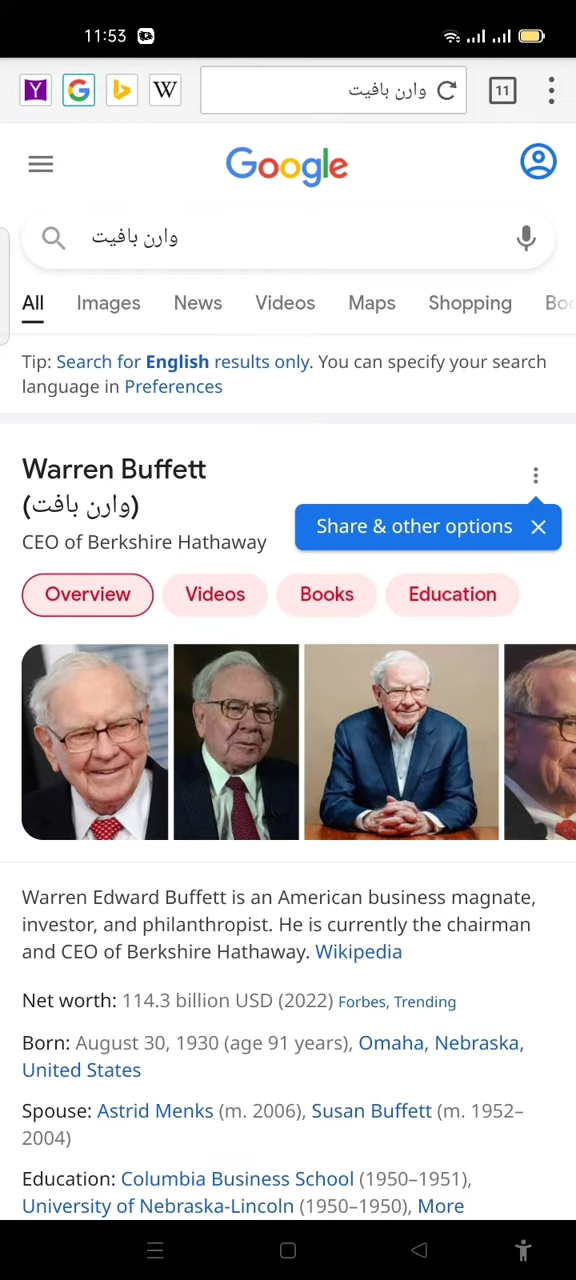 11:53
Y G b W وارن بافيت 11
Google
وارن بافيت
All Images News Videos Maps Shopping Boo
Tip: Search for English results only. You can specify your search
language in Preferences
Warren Buffett
(وارن بافت)
CEO of Berkshire Hathaway
Share & other options
Overview Videos Books Education
Warren Edward Buffett is an American business magnate,
investor, and philanthropist. He is currently the chairman
and CEO of Berkshire Hathaway. Wikipedia
Net worth: 114.3 billion USD (2022) Forbes, Trending
Born: August 30, 1930 (age 91 years), Omaha, Nebraska,
United States
Spouse: Astrid Menks (m. 2006), Susan Buffett (m. 1952–
2004)
Education: Columbia Business School (1950–1951),
University of Nebraska-Lincoln (1950–1950), More